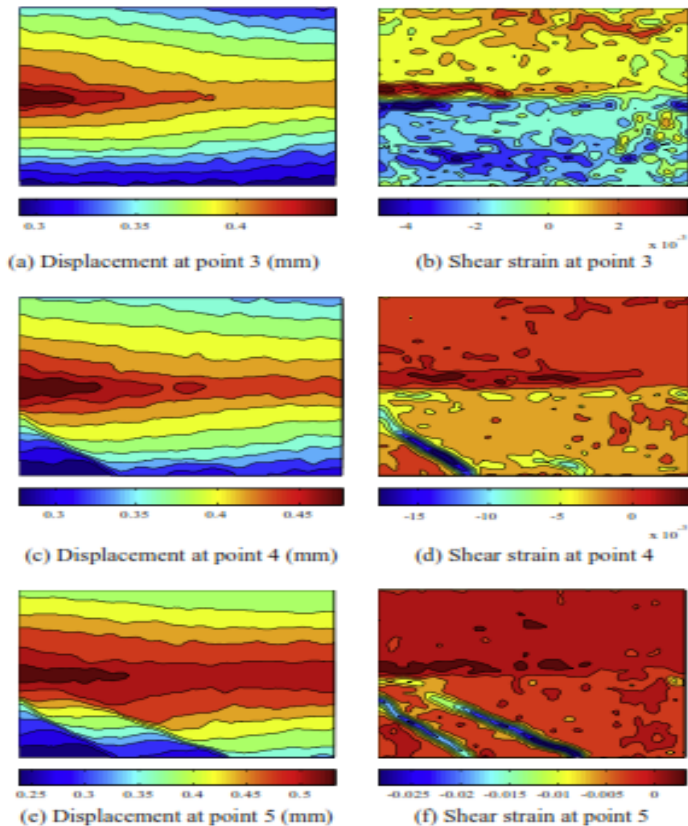 0.3 0.35 0.4
-4 -2 0 2
x 10⁻³
(a) Displacement at point 3 (mm)
(b) Shear strain at point 3
0.3 0.35 0.4 0.45
-15 -10 -5 0
x 10⁻³
(c) Displacement at point 4 (mm)
(d) Shear strain at point 4
0.25 0.3 0.35 0.4 0.45 0.5
-0.025 -0.02 -0.015 -0.01 -0.005 0
(e) Displacement at point 5 (mm)
(f) Shear strain at point 5